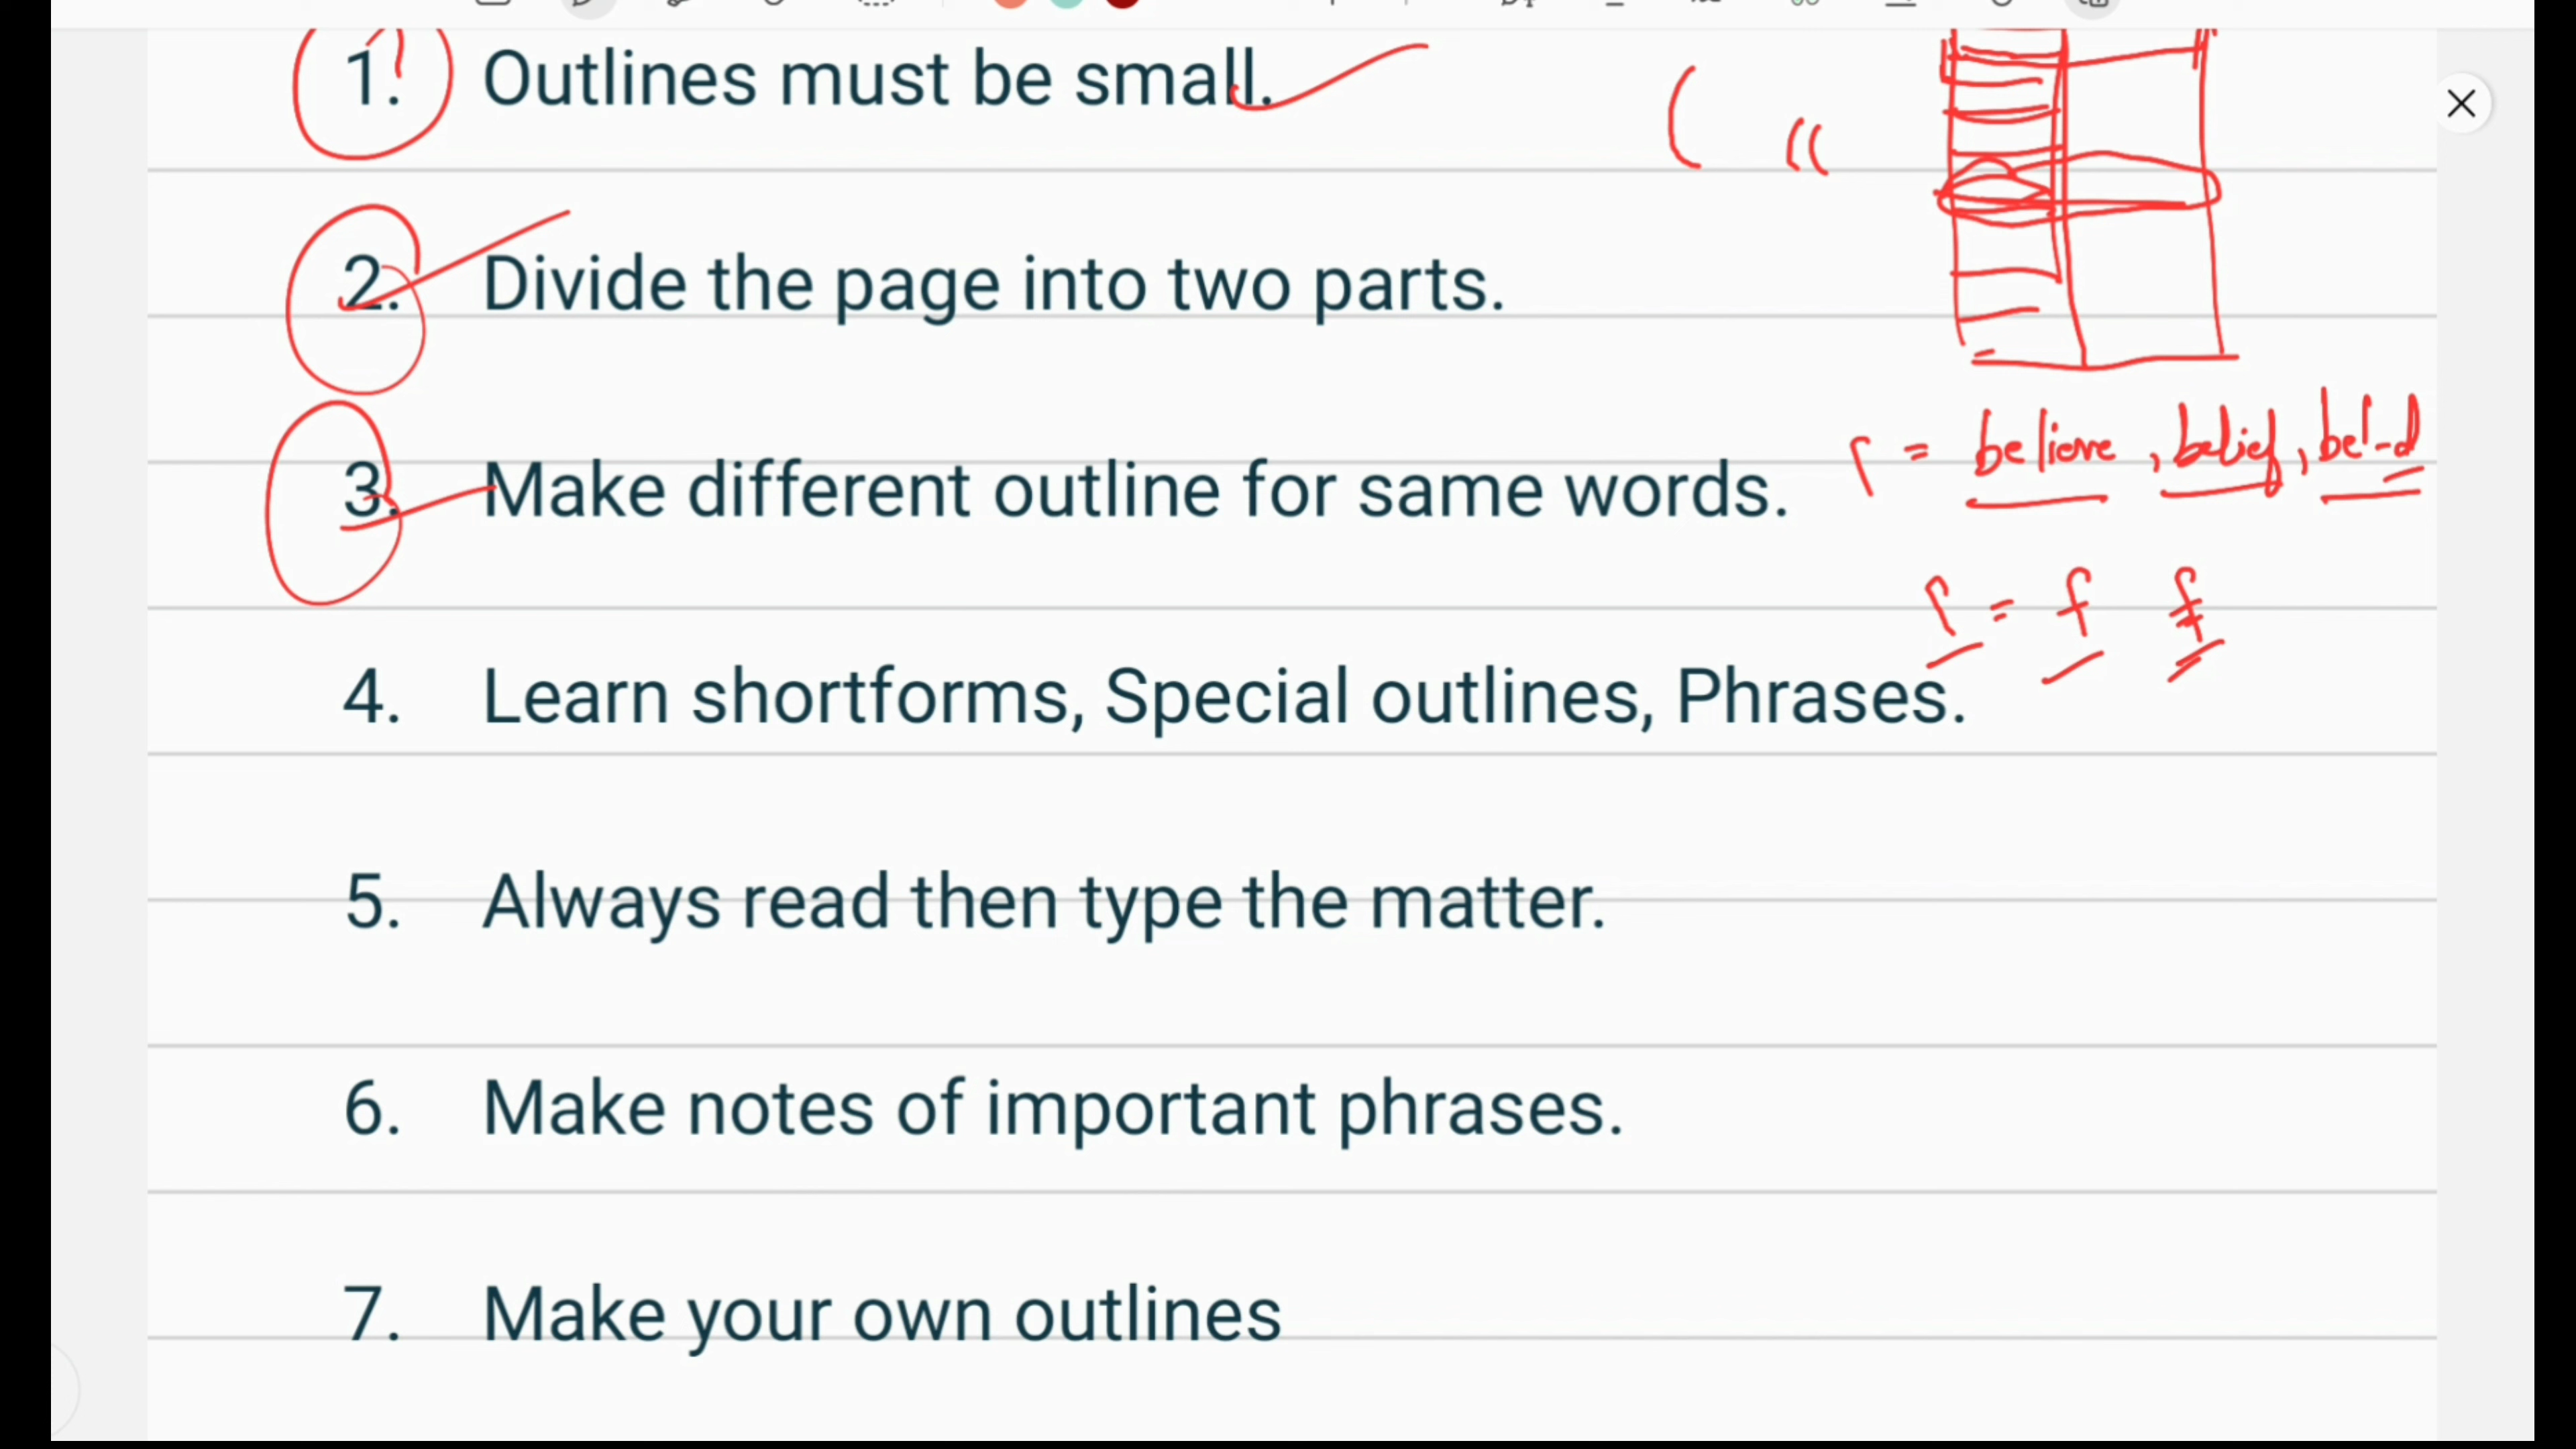 1. Outlines must be small.
2. Divide the page into two parts.
= believe, belief, bel-d
3. Make different outline for same words.
=
4. Learn shortforms, Special outlines, Phrases.
5. Always read then type the matter.
6. Make notes of important phrases.
7. Make your own outlines